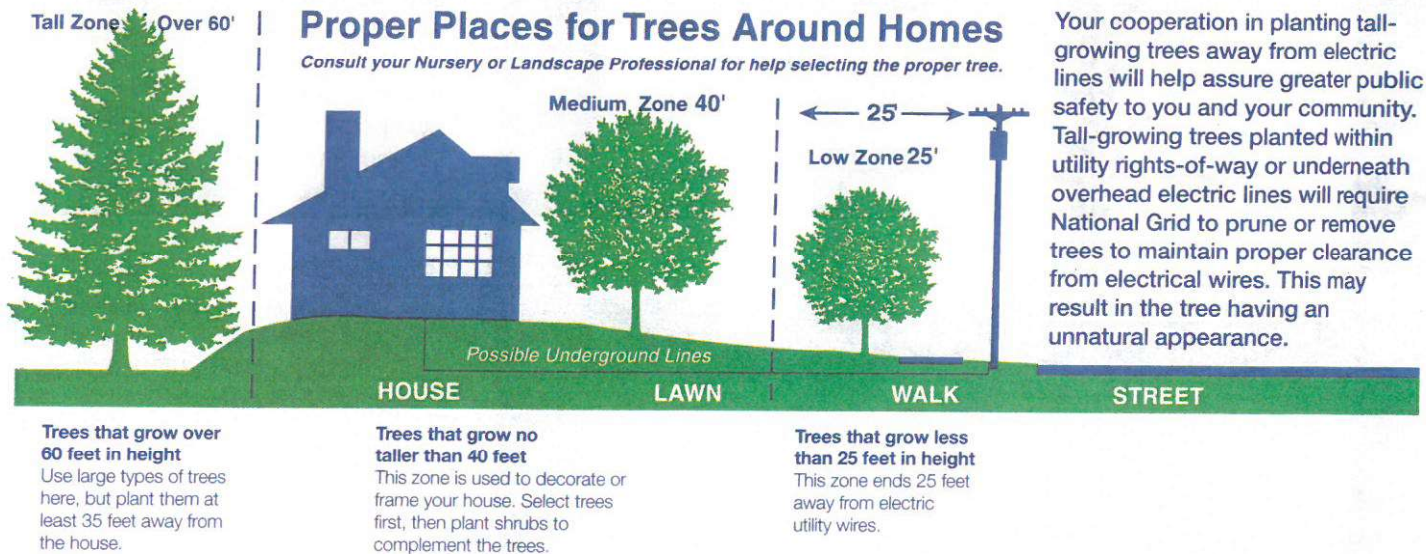 Tall Zone Over 60'
Proper Places for Trees Around Homes
Consult your Nursery or Landscape Professional for help selecting the proper tree.
Medium Zone 40'
25'
Low Zone 25'
Your cooperation in planting tall-
growing trees away from electric
lines will help assure greater public
safety to you and your community.
Tall-growing trees planted within
utility rights-of-way or underneath
overhead electric lines will require
National Grid to prune or remove
trees to maintain proper clearance
from electrical wires. This may
result in the tree having an
unnatural appearance.
Possible Underground Lines
HOUSE
LAWN
WALK
STREET
Trees that grow over
60 feet in height
Use large types of trees
here, but plant them at
least 35 feet away from
the house.
Trees that grow no
taller than 40 feet
This zone is used to decorate or
frame your house. Select trees
first, then plant shrubs to
complement the trees.
Trees that grow less
than 25 feet in height
This zone ends 25 feet
away from electric
utility wires.